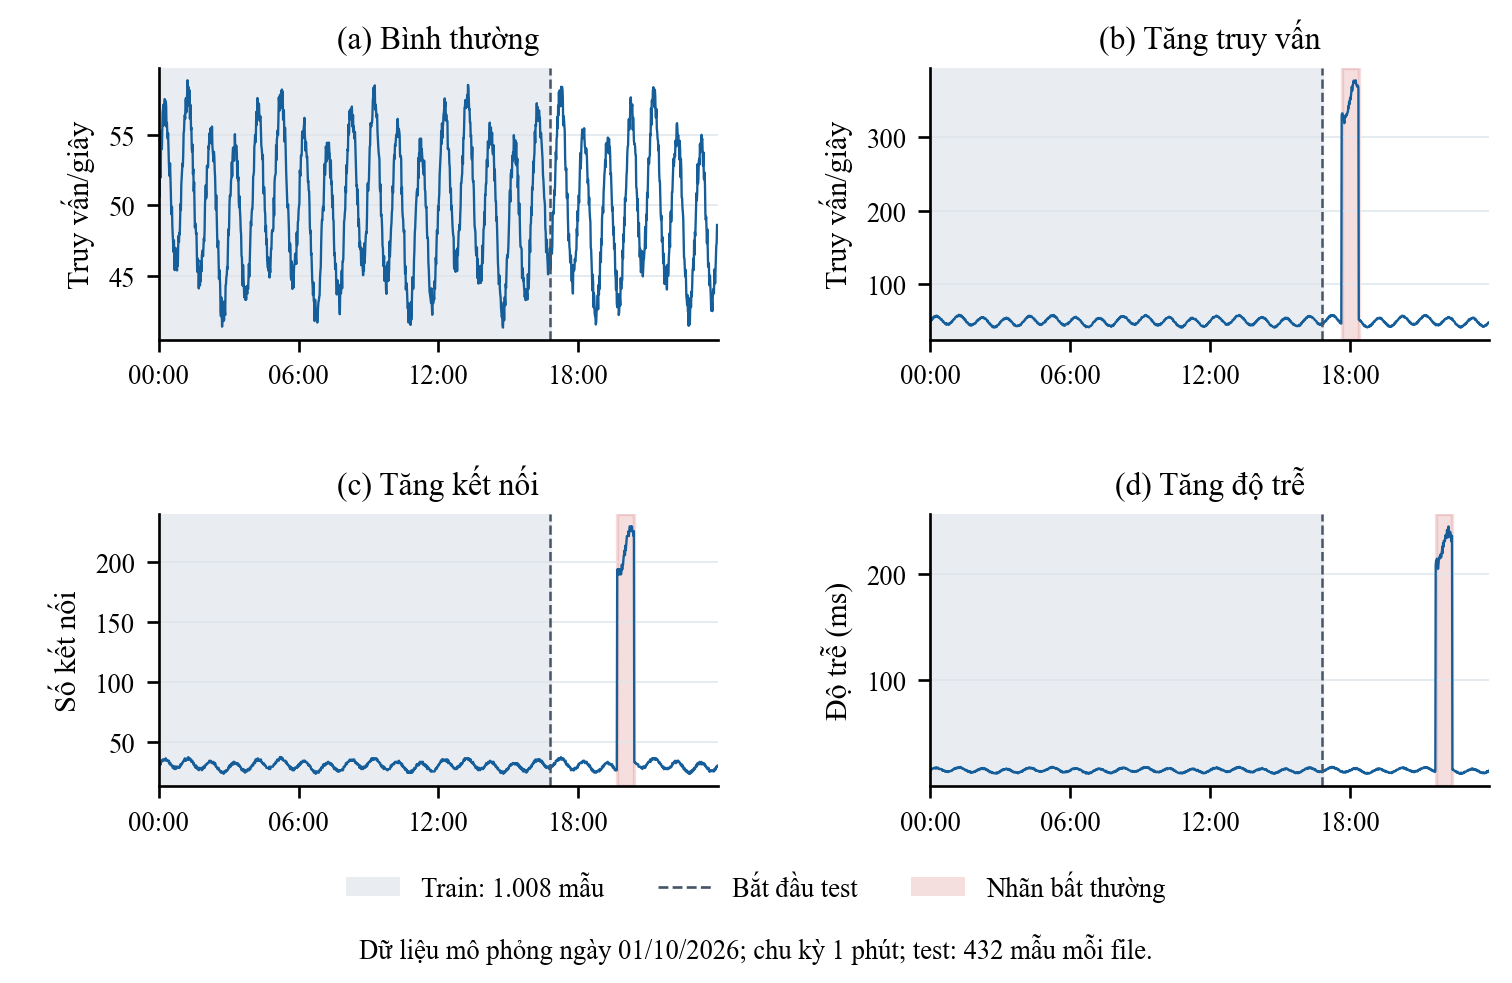 (a) Bình thường
Truy vấn/giây
55
50
45
00:00 06:00 12:00 18:00
(b) Tăng truy vấn
Truy vấn/giây
300
200
100
00:00 06:00 12:00 18:00
(c) Tăng kết nối
Số kết nối
200
150
100
50
00:00 06:00 12:00 18:00
(d) Tăng độ trễ
Độ trễ (ms)
200
100
00:00 06:00 12:00 18:00
Train: 1.008 mẫu Bắt đầu test Nhãn bất thường
Dữ liệu mô phỏng ngày 01/10/2026; chu kỳ 1 phút; test: 432 mẫu mỗi file.